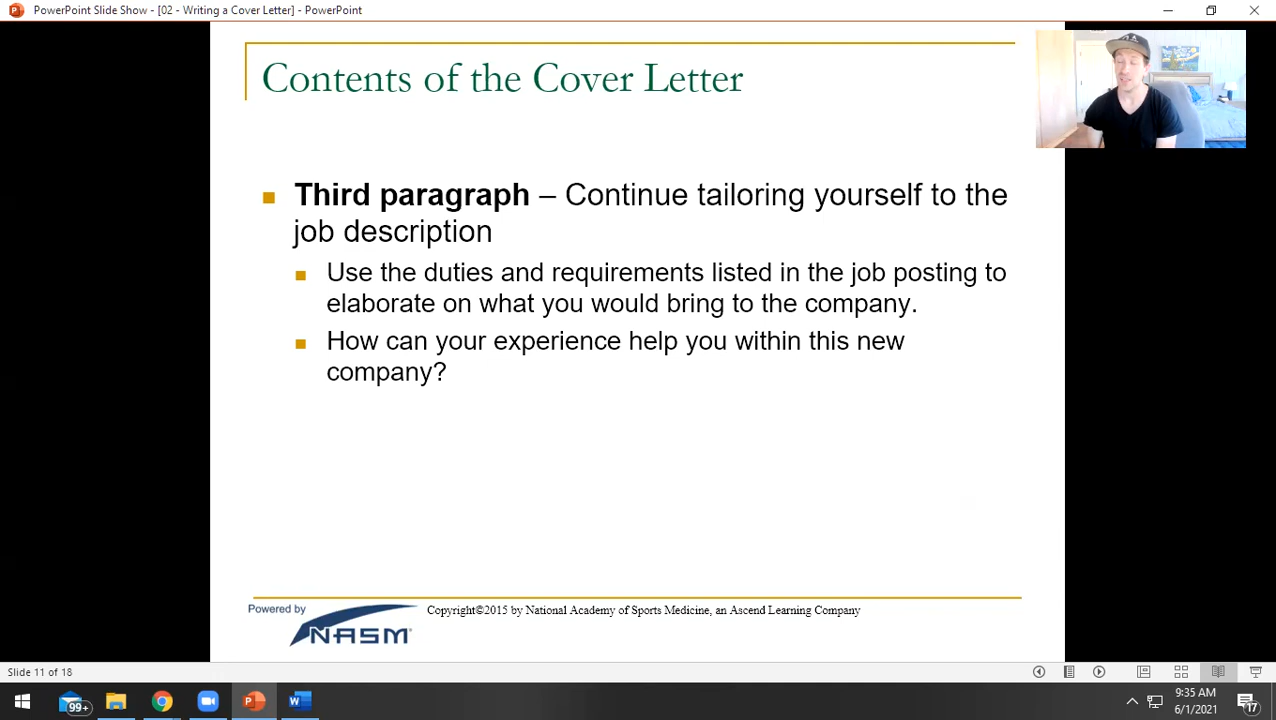 PowerPoint Slide Show - [02 - Writing a Cover Letter] - PowerPoint
Contents of the Cover Letter
Third paragraph – Continue tailoring yourself to the
job description
Use the duties and requirements listed in the job posting to
elaborate on what you would bring to the company.
How can your experience help you within this new
company?
Powered by
NASM
Copyright©2015 by National Academy of Sports Medicine, an Ascend Learning Company
Slide 11 of 18
99+
9:35 AM
6/1/2021
17